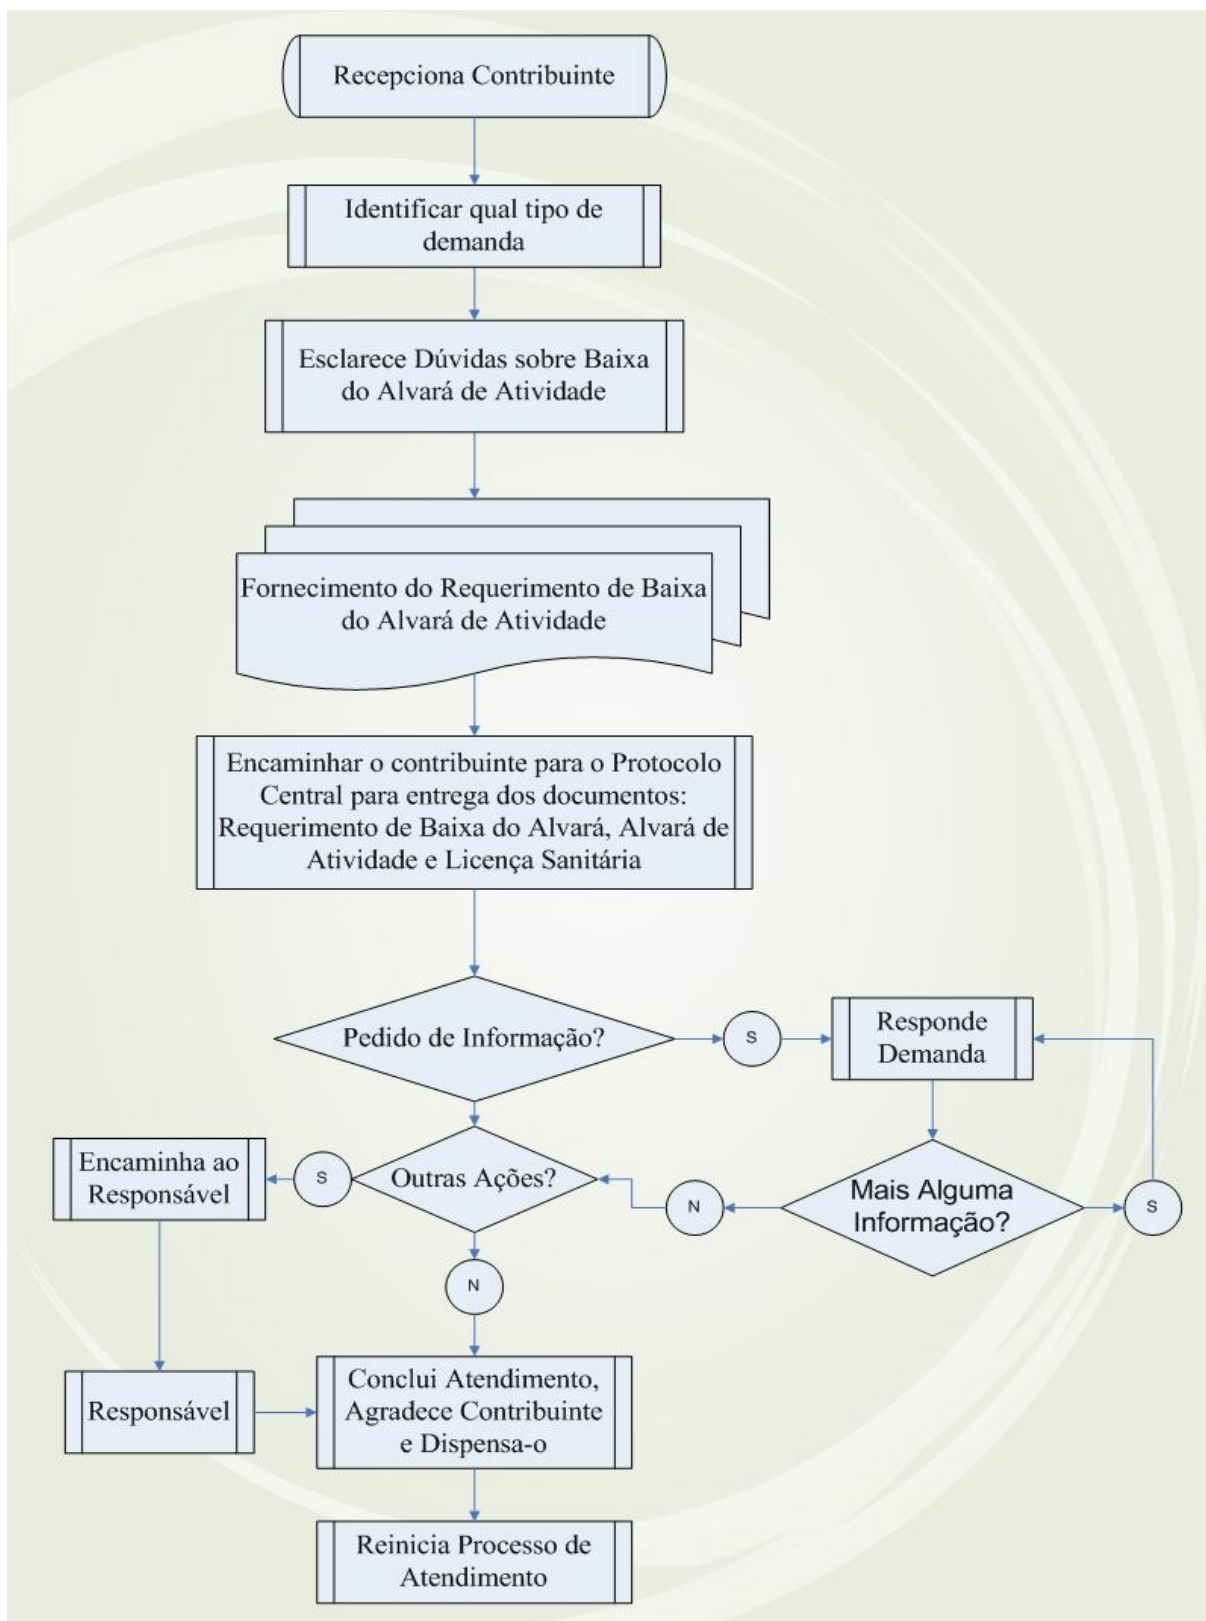 Recepciona Contribuinte
Identificar qual tipo de
demanda
Esclarece Dúvidas sobre Baixa
do Alvará de Atividade
Fornecimento do Requerimento de Baixa
do Alvará de Atividade
Encaminhar o contribuinte para o Protocolo
Central para entrega dos documentos:
Requerimento de Baixa do Alvará, Alvará de
Atividade e Licença Sanitária
Pedido de Informação?
S
Responde
Demanda
Encaminha ao
Responsável
S
Outras Ações?
N
Mais Alguma
Informação?
S
N
Responsável
Conclui Atendimento,
Agradece Contribuinte
e Dispensa-o
Reinicia Processo de
Atendimento